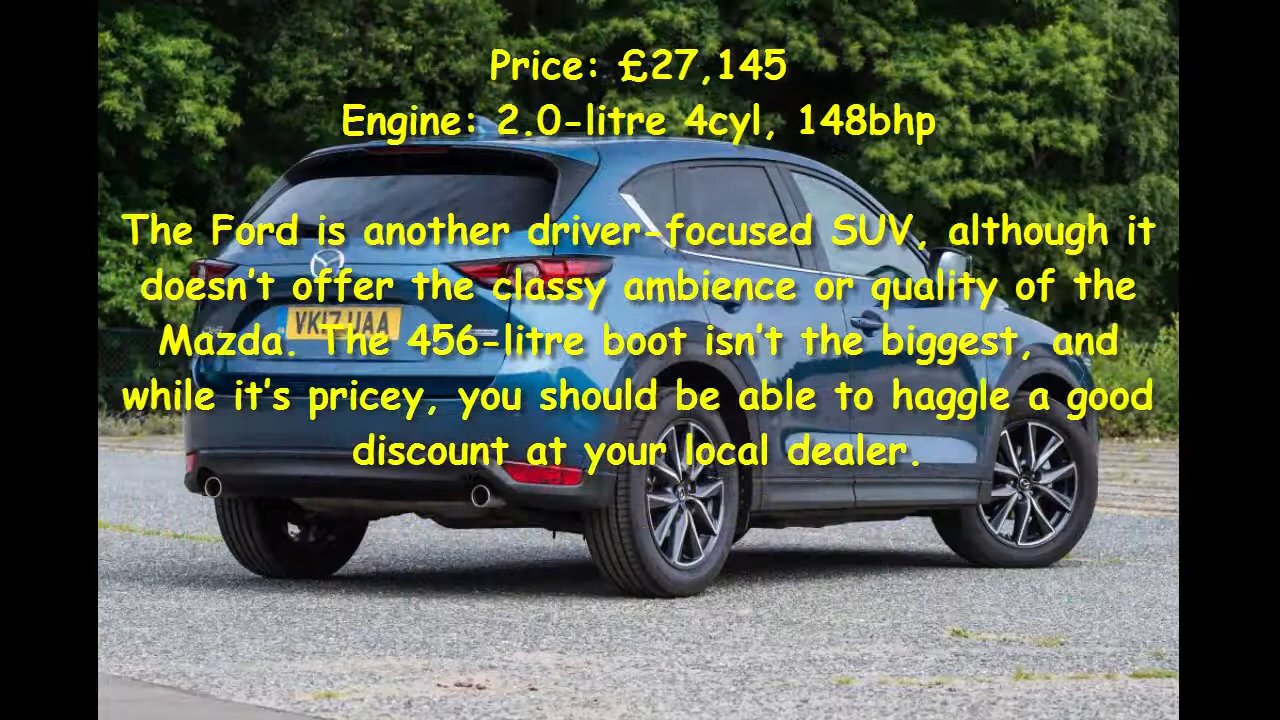 Price: £27,145
Engine: 2.0-litre 4cyl, 148bhp
The Ford is another driver-focused SUV, although it
doesn't offer the classy ambience or quality of the
Mazda. The 456-litre boot isn't the biggest, and
while it's pricey, you should be able to haggle a good
discount at your local dealer.
VK17 UAA